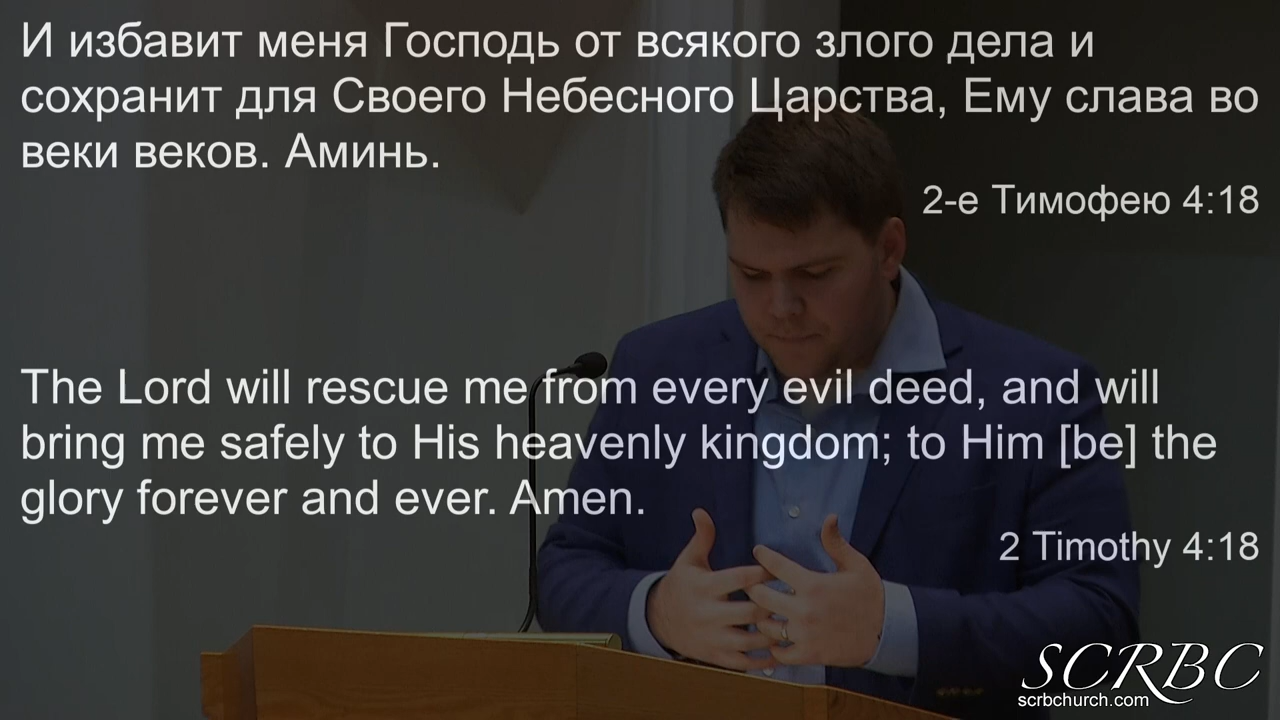 И избавит меня Господь от всякого злого дела и
сохранит для Своего Небесного Царства, Ему слава во
веки веков. Аминь.
2-е Тимофею 4:18
The Lord will rescue me from every evil deed, and will
bring me safely to His heavenly kingdom; to Him [be] the
glory forever and ever. Amen.
2 Timothy 4:18
SCRBC
scrbchurch.com